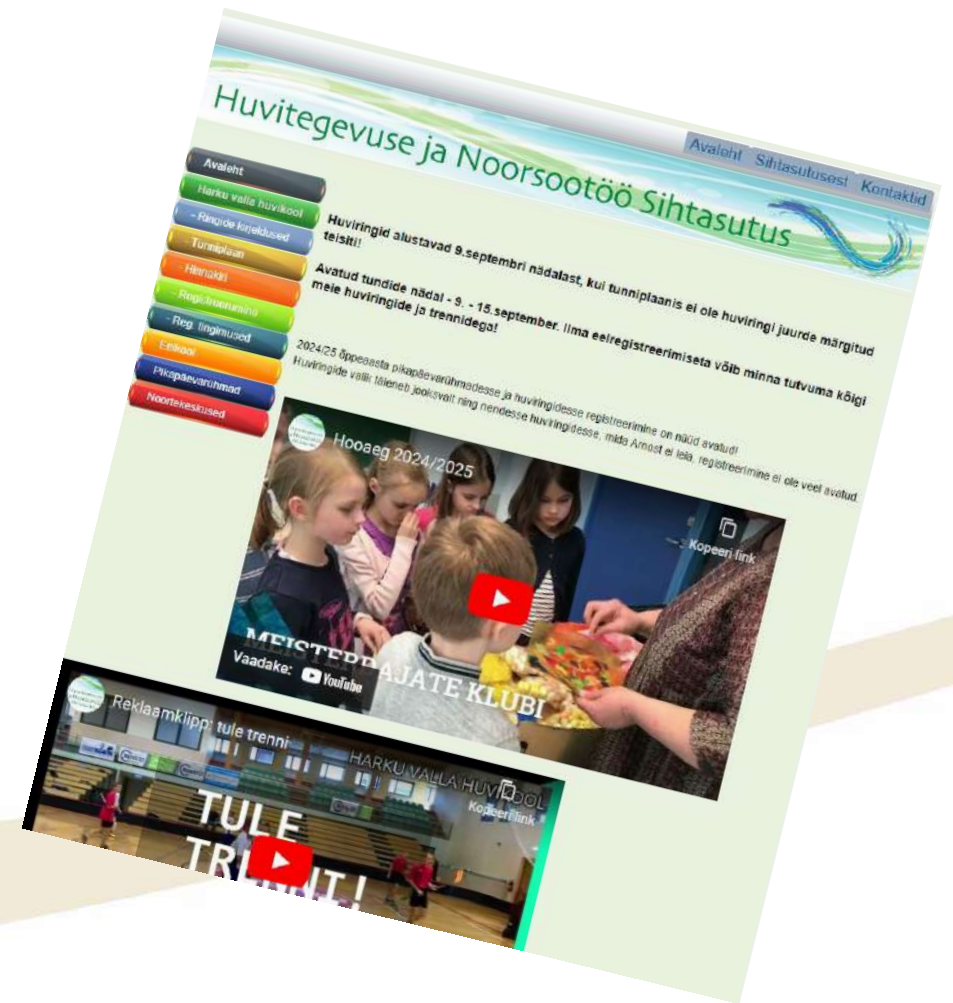 Avaleht Sihtasutusest Kontaktid
Huvitegevuse ja Noorsootöö Sihtasutus
Avaleht
Harku valla huvikool
- Ringide kirjeldused
- Tunniplaan
- Hinnakiri
- Registreerumine
- Reg. tingimused
Eelkool
Pikapäevarühmad
Noortekeskused
Huviringid alustavad 9.septembri nädalast, kui tunniplaanis ei ole huviringi juurde märgitud
teisiti!
Avatud tundide nädal - 9. - 15.september. Ilma eelregistreerimiseta võib minna tutvuma kõigi
meie huviringide ja trennidega!
2024/25 õppeaasta pikapäevarühmadesse ja huviringidesse registreerimine on nüüd avatud!
Huviringide valik täieneb jooksvalt ning nendesse huviringidesse, mida Arnost ei leia, registreerimine ei ole veel avatud.
Hooaeg 2024/2025
Kopeeri link
MEISTERDAJATE KLUBI
Vaadake: YouTube
Reklaamklipp: tule trenni
HARKU VALLA HUVIKOOL
Kopeeri link
TULE
TRENNI!